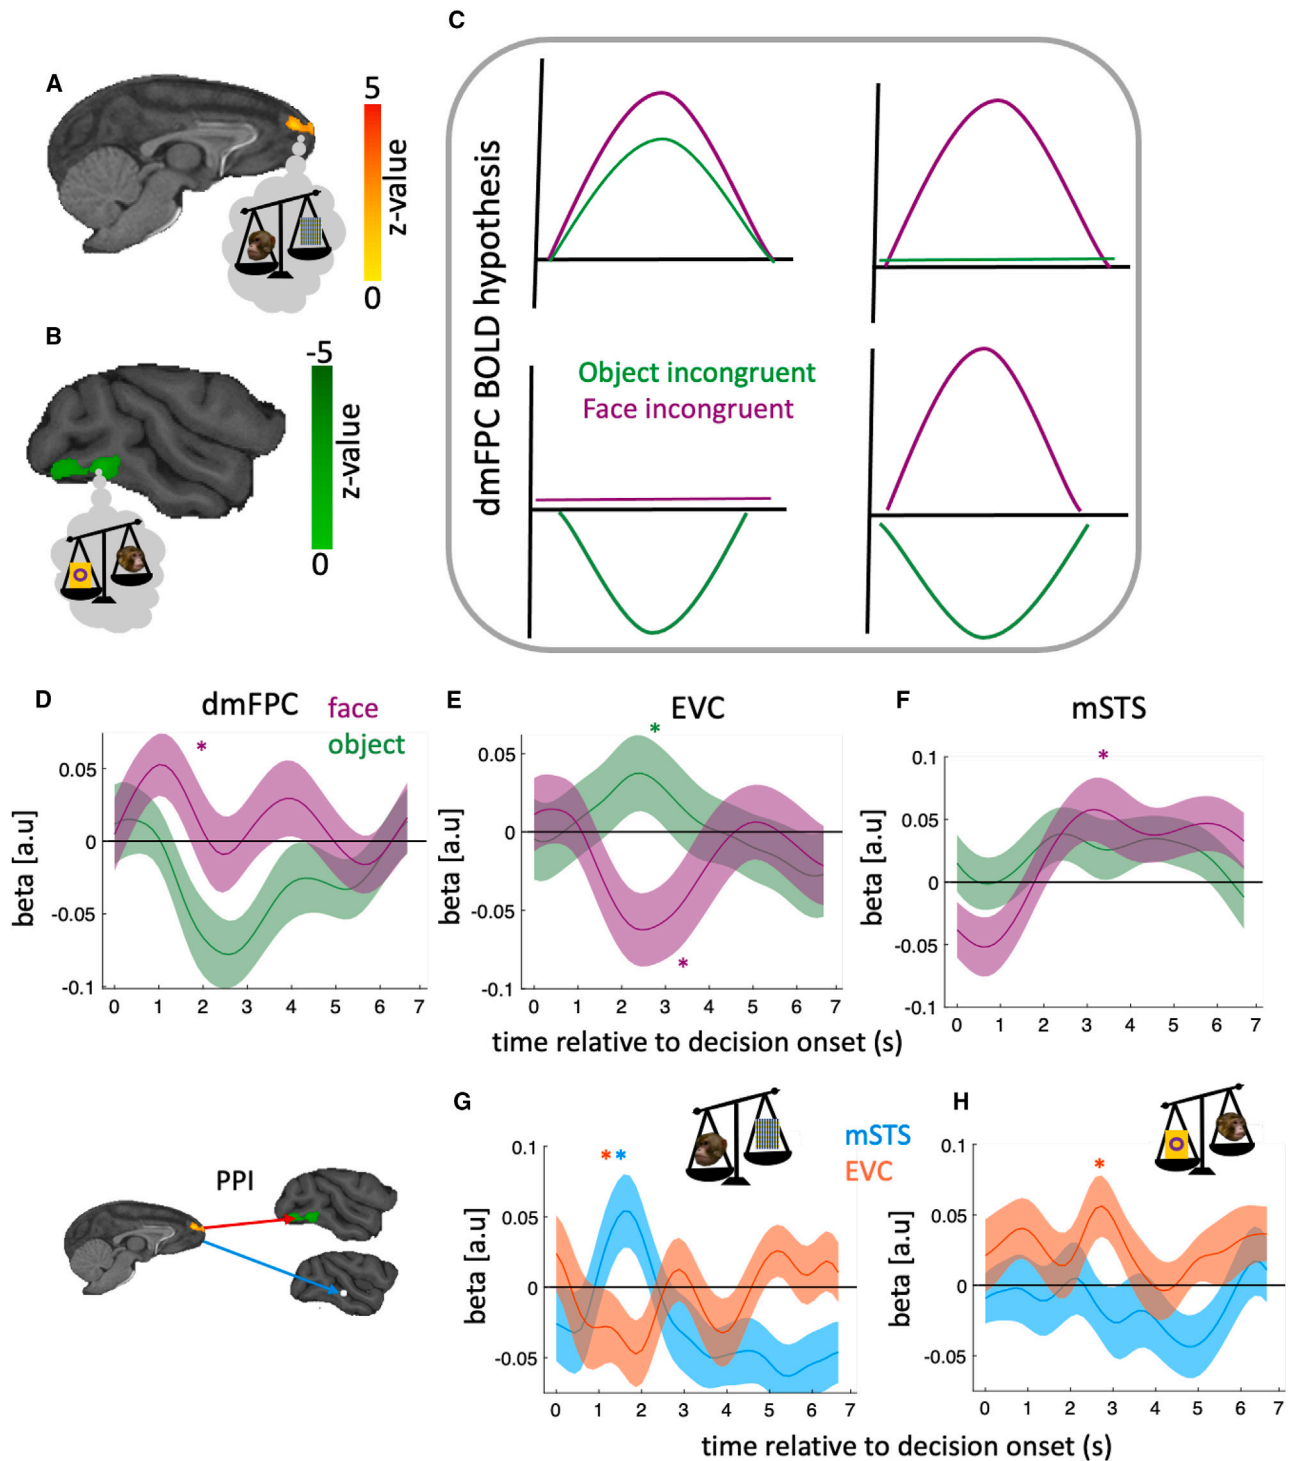 C
A
5
z-value
0
B
-5
z-value
0
dmFPC BOLD hypothesis
Object incongruent
Face incongruent
D
dmFPC
face
object
0.05
0
-0.05
-0.1
beta [a.u]
0 1 2 3 4 5 6 7
E
EVC
*
*
0.05
0
-0.05
-0.1
beta [a.u]
0 1 2 3 4 5 6 7
F
mSTS
*
0.1
0.05
0
-0.05
-0.1
beta [a.u]
0 1 2 3 4 5 6 7
*
time relative to decision onset (s)
PPI
G
mSTS
EVC
**
0.1
0.05
0
-0.05
beta [a.u]
0 1 2 3 4 5 6 7
H
*
0.1
0.05
0
-0.05
beta [a.u]
0 1 2 3 4 5 6 7
time relative to decision onset (s)